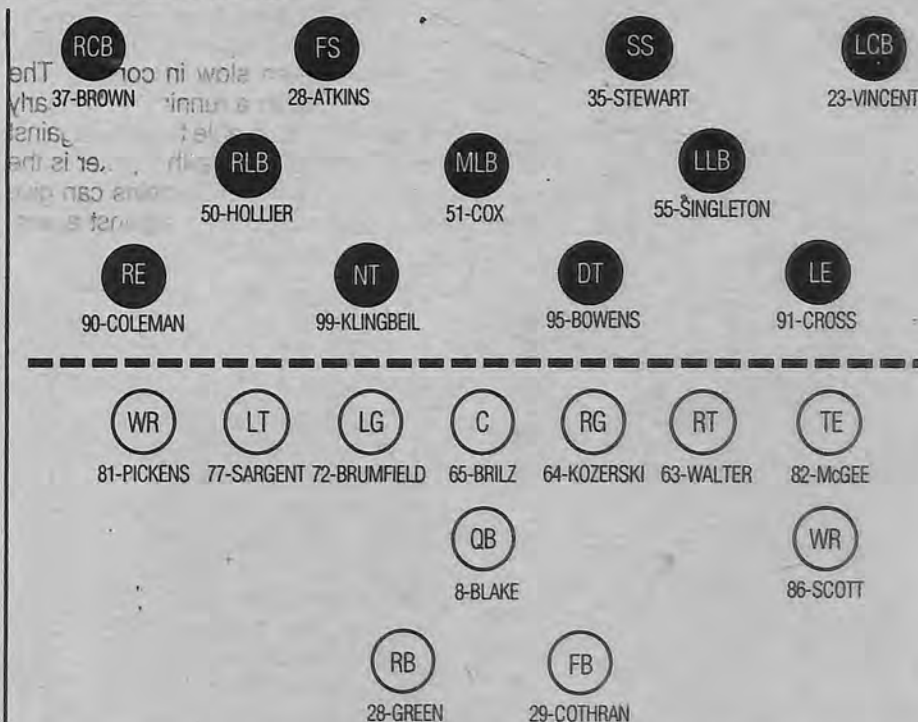 RCB FS SS LCB
37-BROWN 28-ATKINS 35-STEWART 23-VINCENT
RLB MLB LLB
50-HOLLIER 51-COX 55-SINGLETON
RE NT DT LE
90-COLEMAN 99-KLINGBEIL 95-BOWENS 91-CROSS
WR LT LG C RG RT TE
81-PICKENS 77-SARGENT 72-BRUMFIELD 65-BRILZ 64-KOZERSKI 63-WALTER 82-McGEE
QB WR
8-BLAKE 86-SCOTT
RB FB
28-GREEN 29-COTHRAN